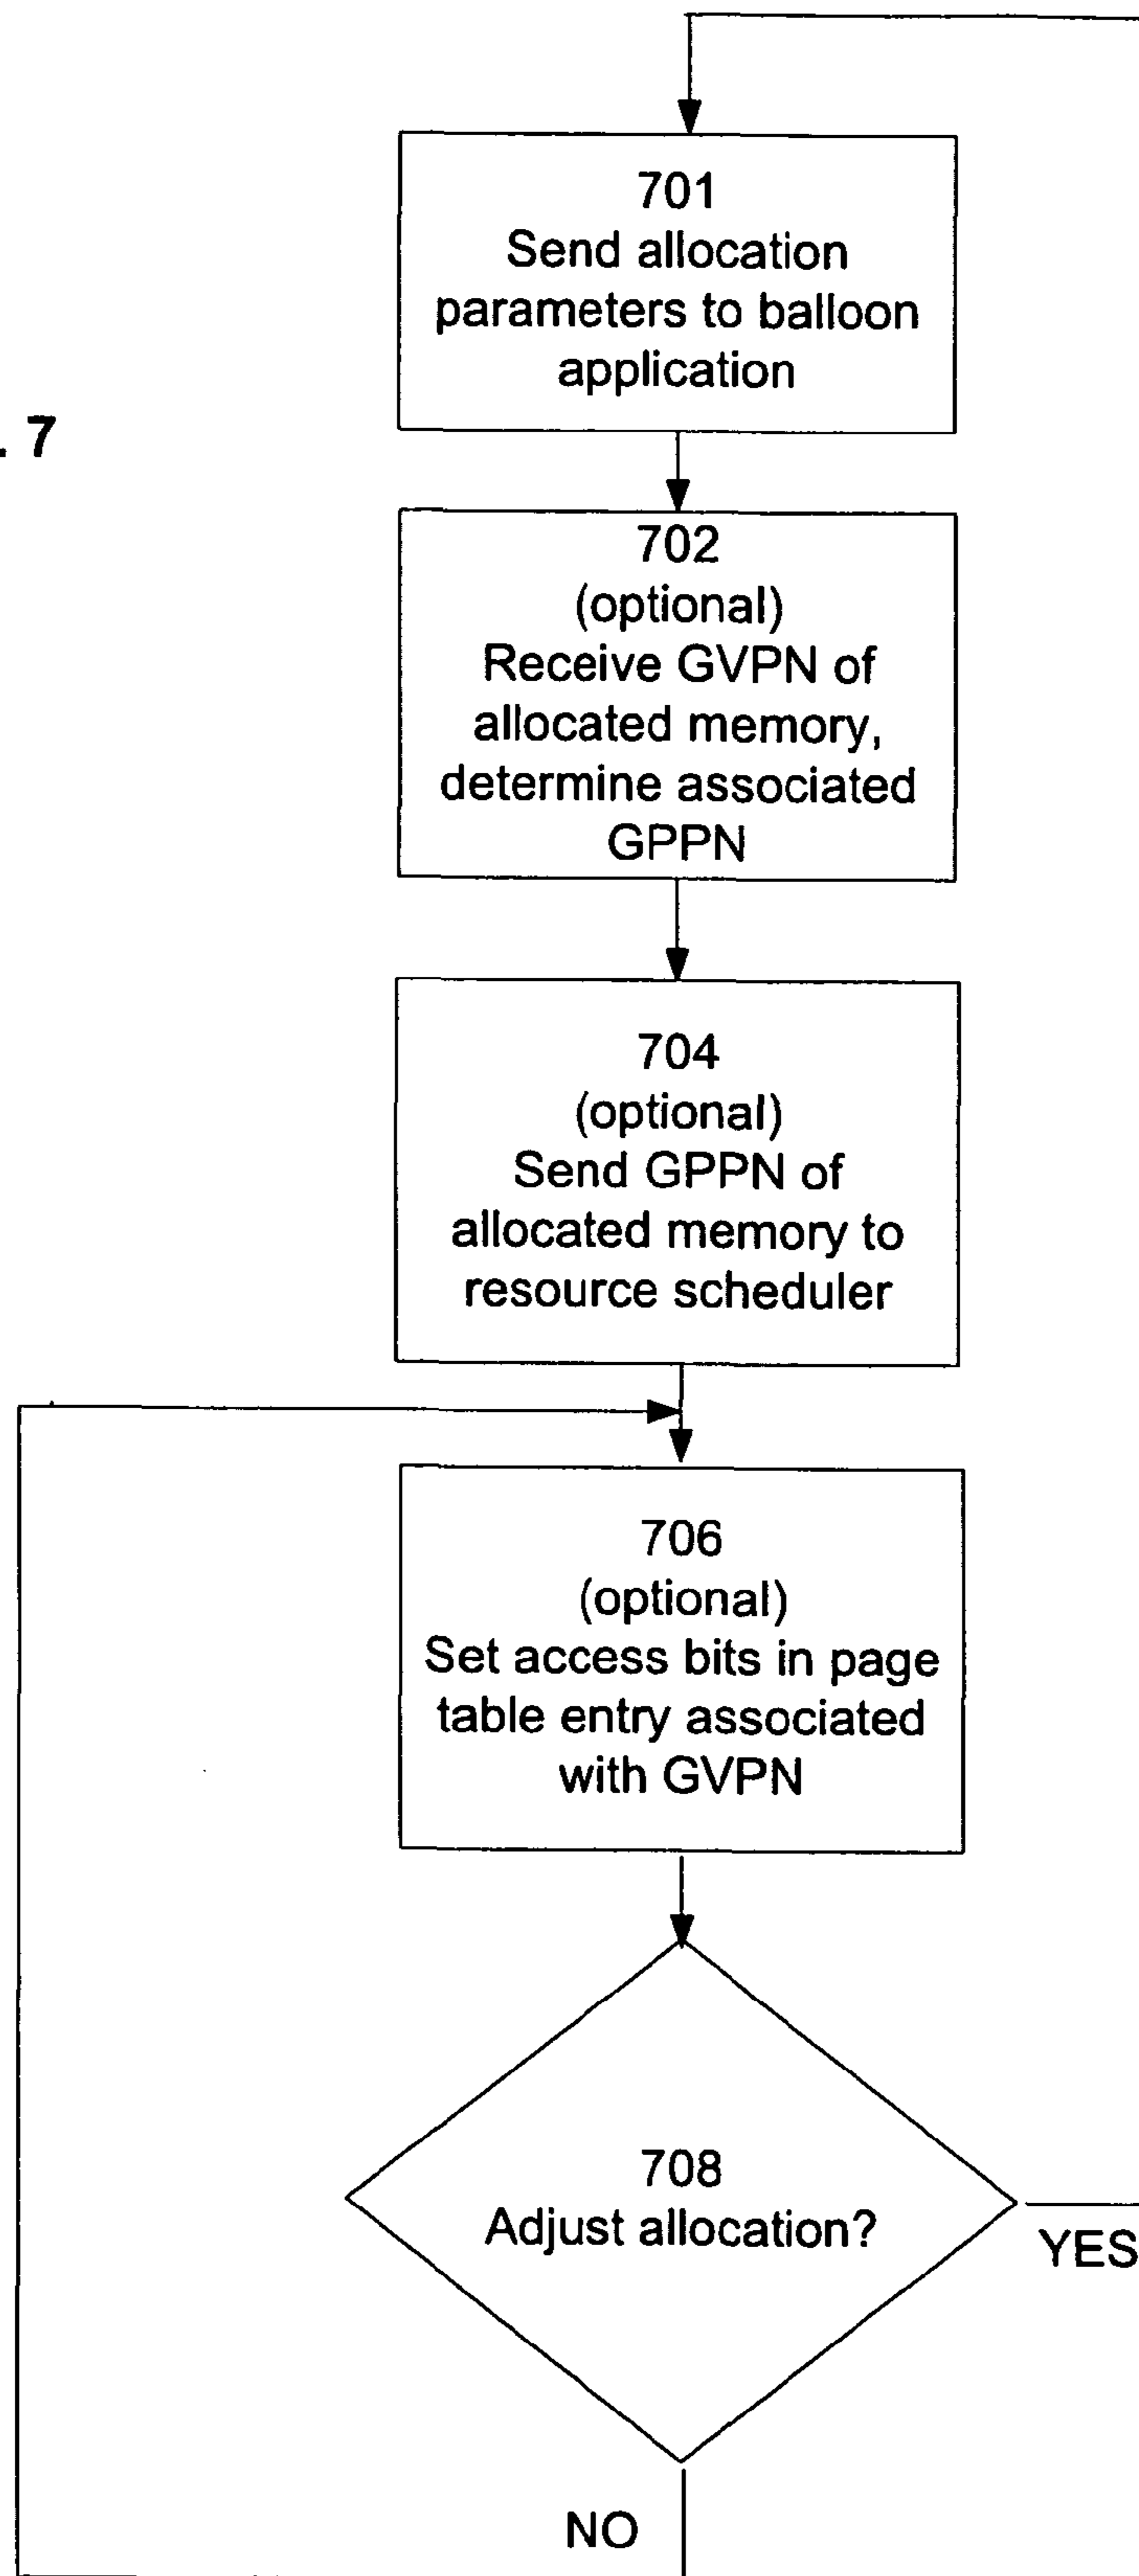 701
Send allocation
parameters to balloon
application
. 7
702
(optional)
Receive GVPN of
allocated memory,
determine associated
GPPN
704
(optional)
Send GPPN of
allocated memory to
resource scheduler
706
(optional)
Set access bits in page
table entry associated
with GVPN
708
Adjust allocation?
YES
NO